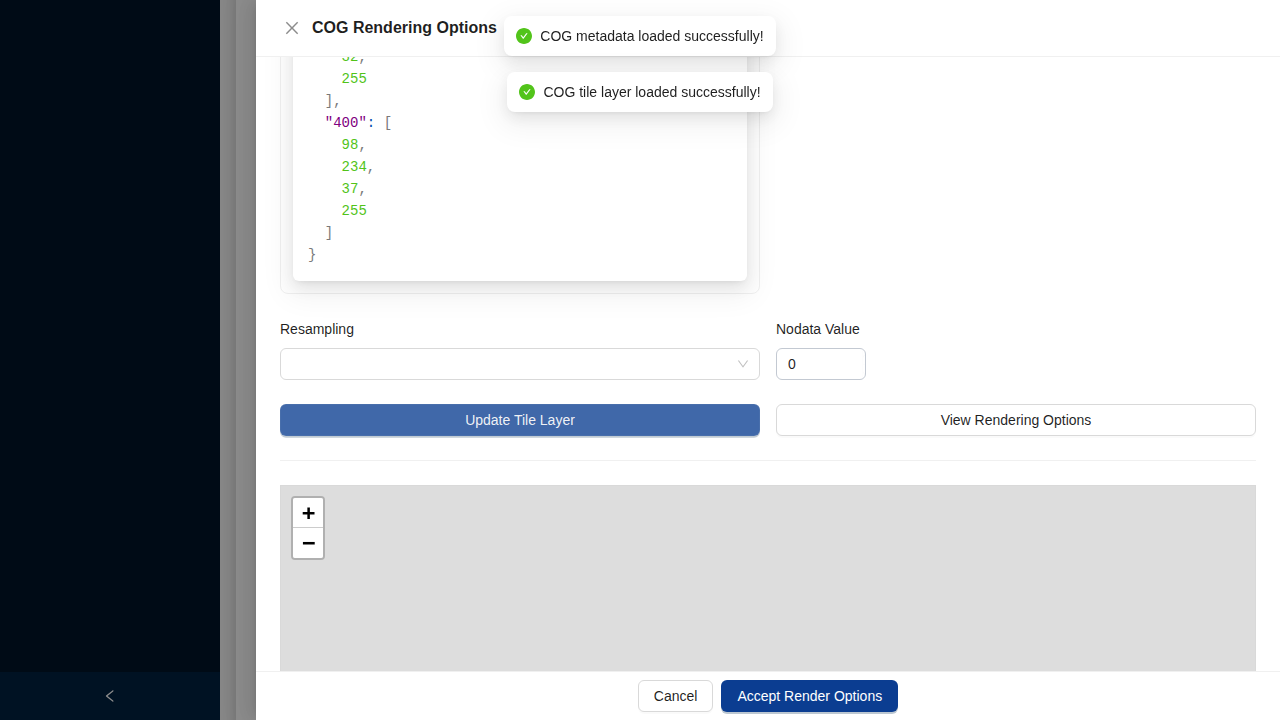 COG Rendering Options
COG metadata loaded successfully!
COG tile layer loaded successfully!
255
],
"400": [
98,
234,
37,
255
]
}
Resampling
Nodata Value
0
Update Tile Layer
View Rendering Options
+
−
Cancel
Accept Render Options